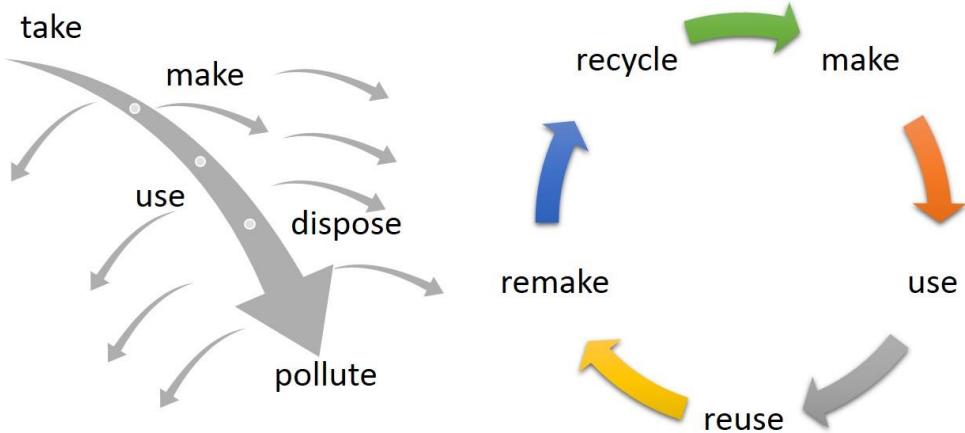 take
make
use
dispose
pollute
recycle
make
use
reuse
remake